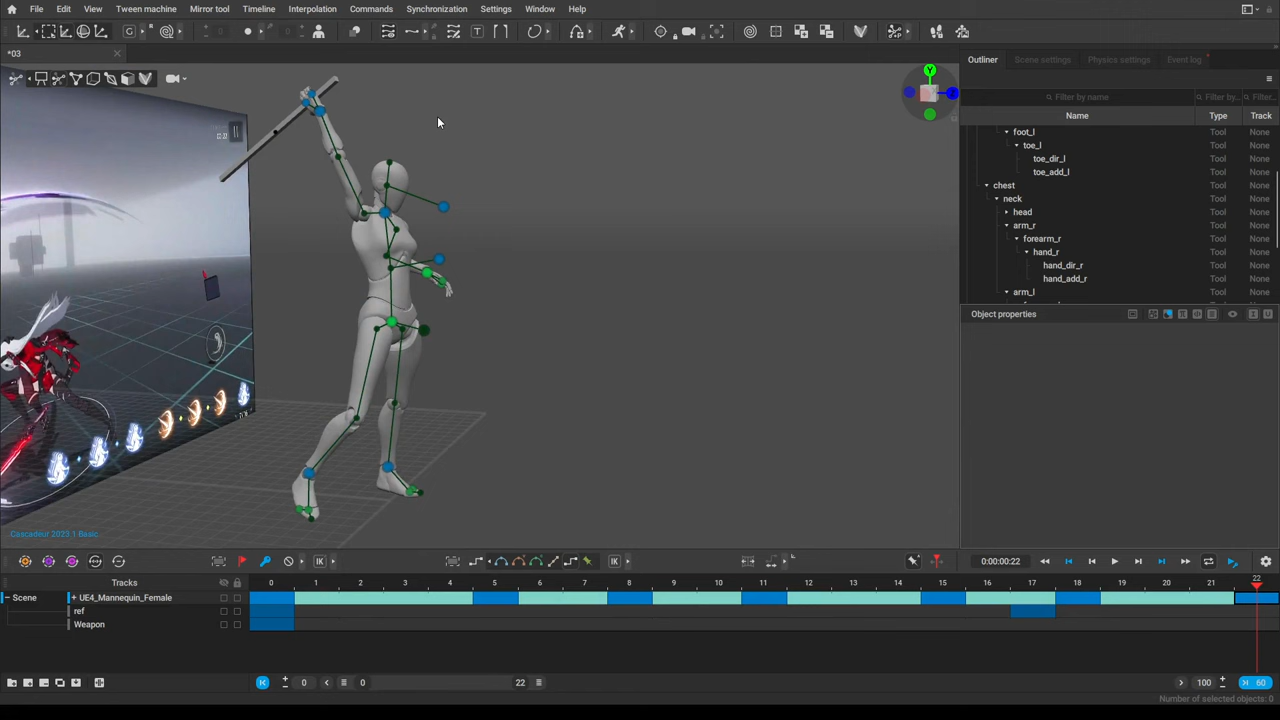 File Edit View Tween machine Mirror tool Timeline Interpolation Commands Synchronization Settings Window Help
G
*03
Y
Z
Cascadeur 2023.1 Basic
Outliner Scene settings Physics settings Event log
Filter by name Filter by... Filter...
Name Type Track
foot_l Tool None
toe_l Tool None
toe_dir_l Tool None
toe_add_l Tool None
chest Tool None
neck Tool None
head Tool None
arm_r Tool None
forearm_r Tool None
hand_r Tool None
hand_dir_r Tool None
hand_add_r Tool None
arm_l Tool None
Object properties
IK IK 0:00:00:22
Tracks 0 1 2 3 4 5 6 7 8 9 10 11 12 13 14 15 16 17 18 19 20 21 22
Scene + UE4_Mannequin_Female
ref
Weapon
0 0 22 100 60
Number of selected objects: 0